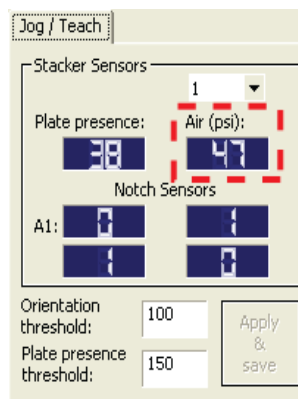 Jog / Teach
Stacker Sensors
1
Plate presence: Air (psi):
38 47
Notch Sensors
A1: 0 1
1 0
Orientation
threshold: 100
Plate presence
threshold: 150
Apply
&
save